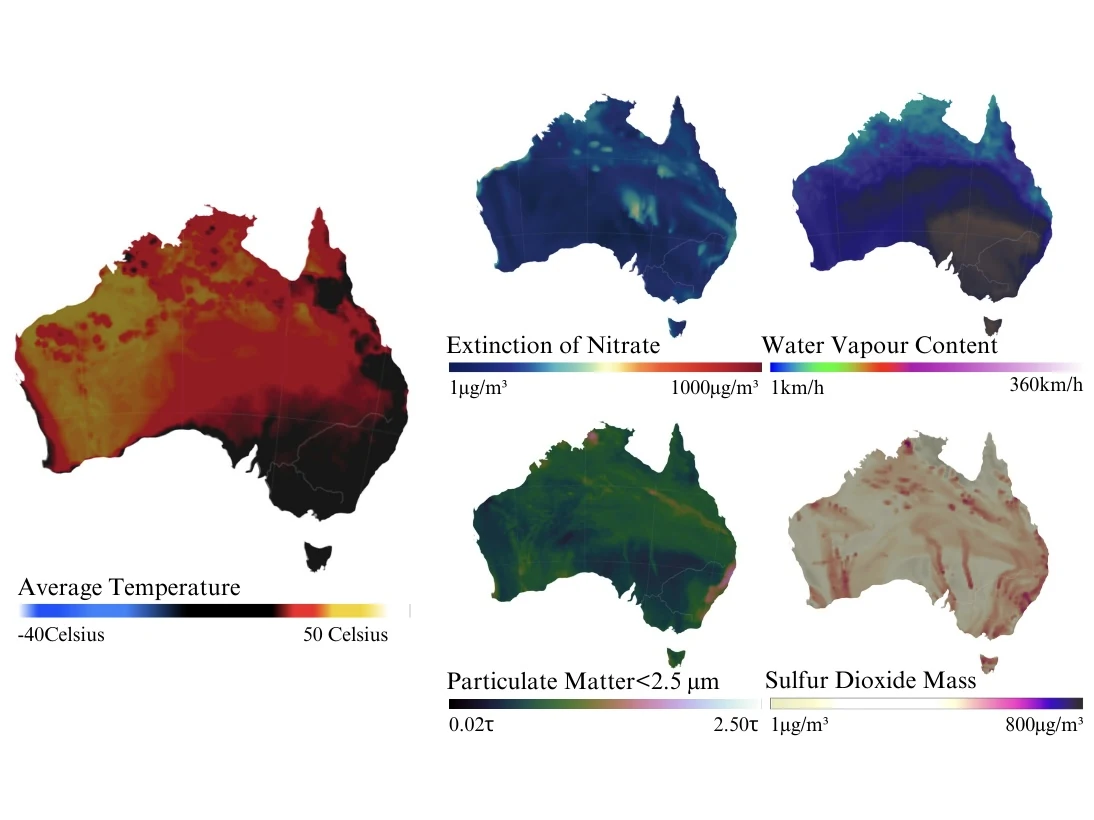 Average Temperature
-40Celsius
50 Celsius
Extinction of Nitrate
1μg/m³
1000μg/m³
Water Vapour Content
1km/h
360km/h
Particulate Matter<2.5 μm
0.02τ
2.50τ
Sulfur Dioxide Mass
1μg/m³
800μg/m³